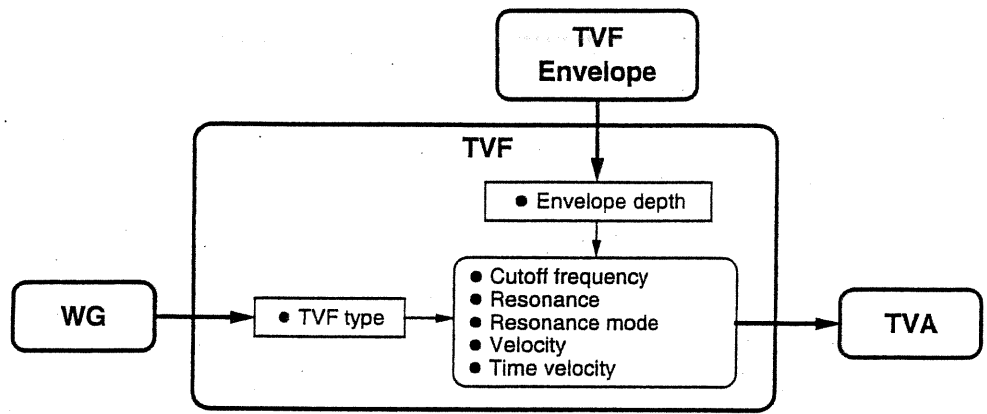 TVF
Envelope
TVF
● Envelope depth
● Cutoff frequency
● Resonance
● Resonance mode
● Velocity
● Time velocity
WG
● TVF type
TVA